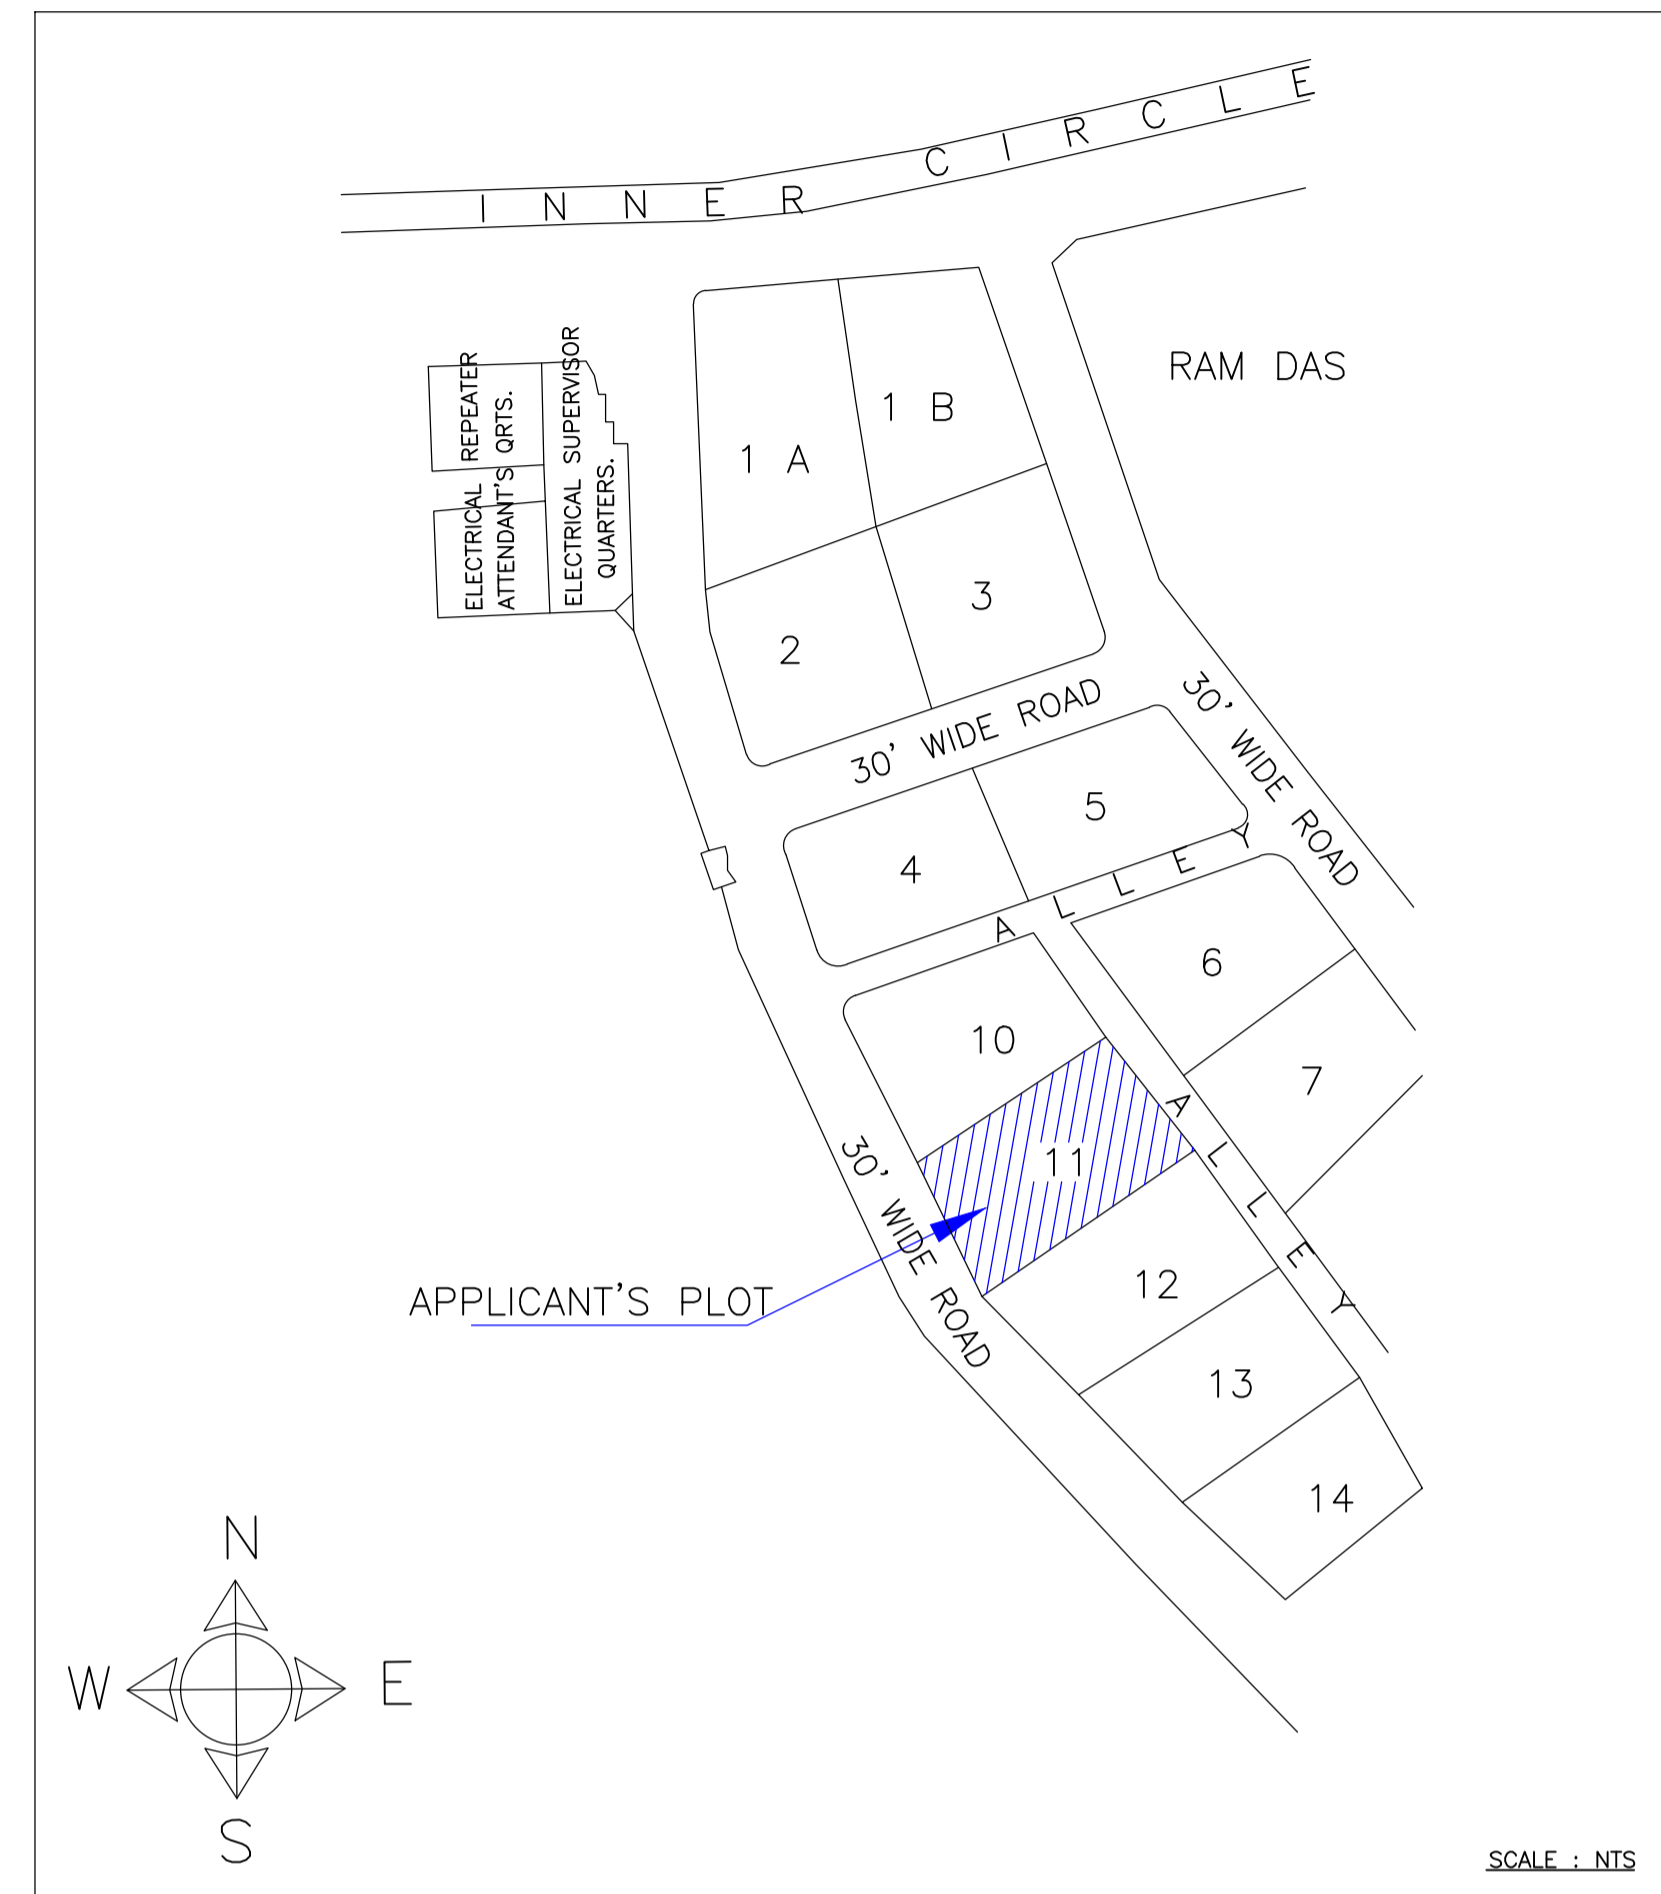 INNER CIRCLE
RAM DAS
ELECTRICAL REPEATER
ATTENDANT'S QRTS.
ELECTRICAL SUPERVISOR
QUARTERS.
1 A
1 B
2
3
30' WIDE ROAD
30' WIDE ROAD
4
5
ALLEY
6
7
10
11
ALLEY
30' WIDE ROAD
APPLICANT'S PLOT
12
13
14
N
W
E
S
SCALE : NTS